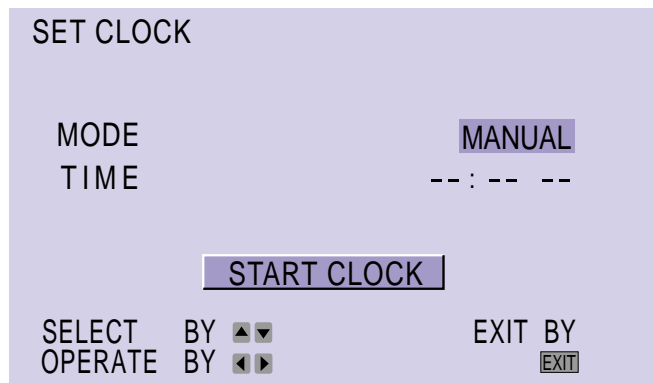 SET CLOCK
MODE MANUAL
TIME --:-- --
START CLOCK
SELECT BY ▲▼ EXIT BY
OPERATE BY ◀▶ EXIT